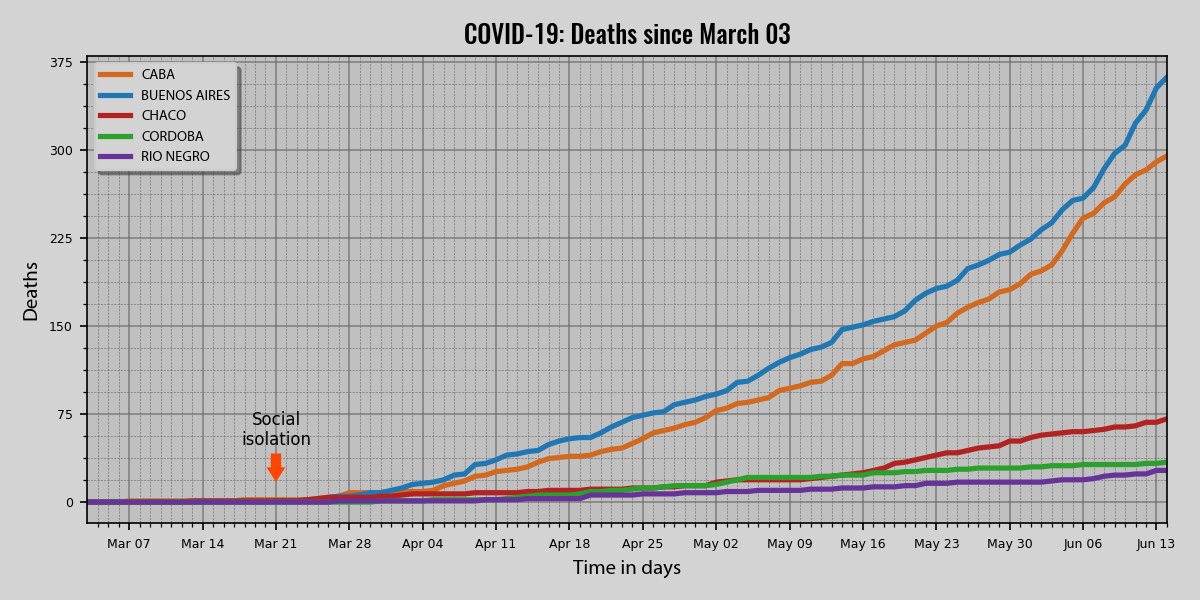 COVID-19: Deaths since March 03
375
300
225
150
75
0
Deaths
CABA
BUENOS AIRES
CHACO
CORDOBA
RIO NEGRO
Social
isolation
Mar 07 Mar 14 Mar 21 Mar 28 Apr 04 Apr 11 Apr 18 Apr 25 May 02 May 09 May 16 May 23 May 30 Jun 06 Jun 13
Time in days